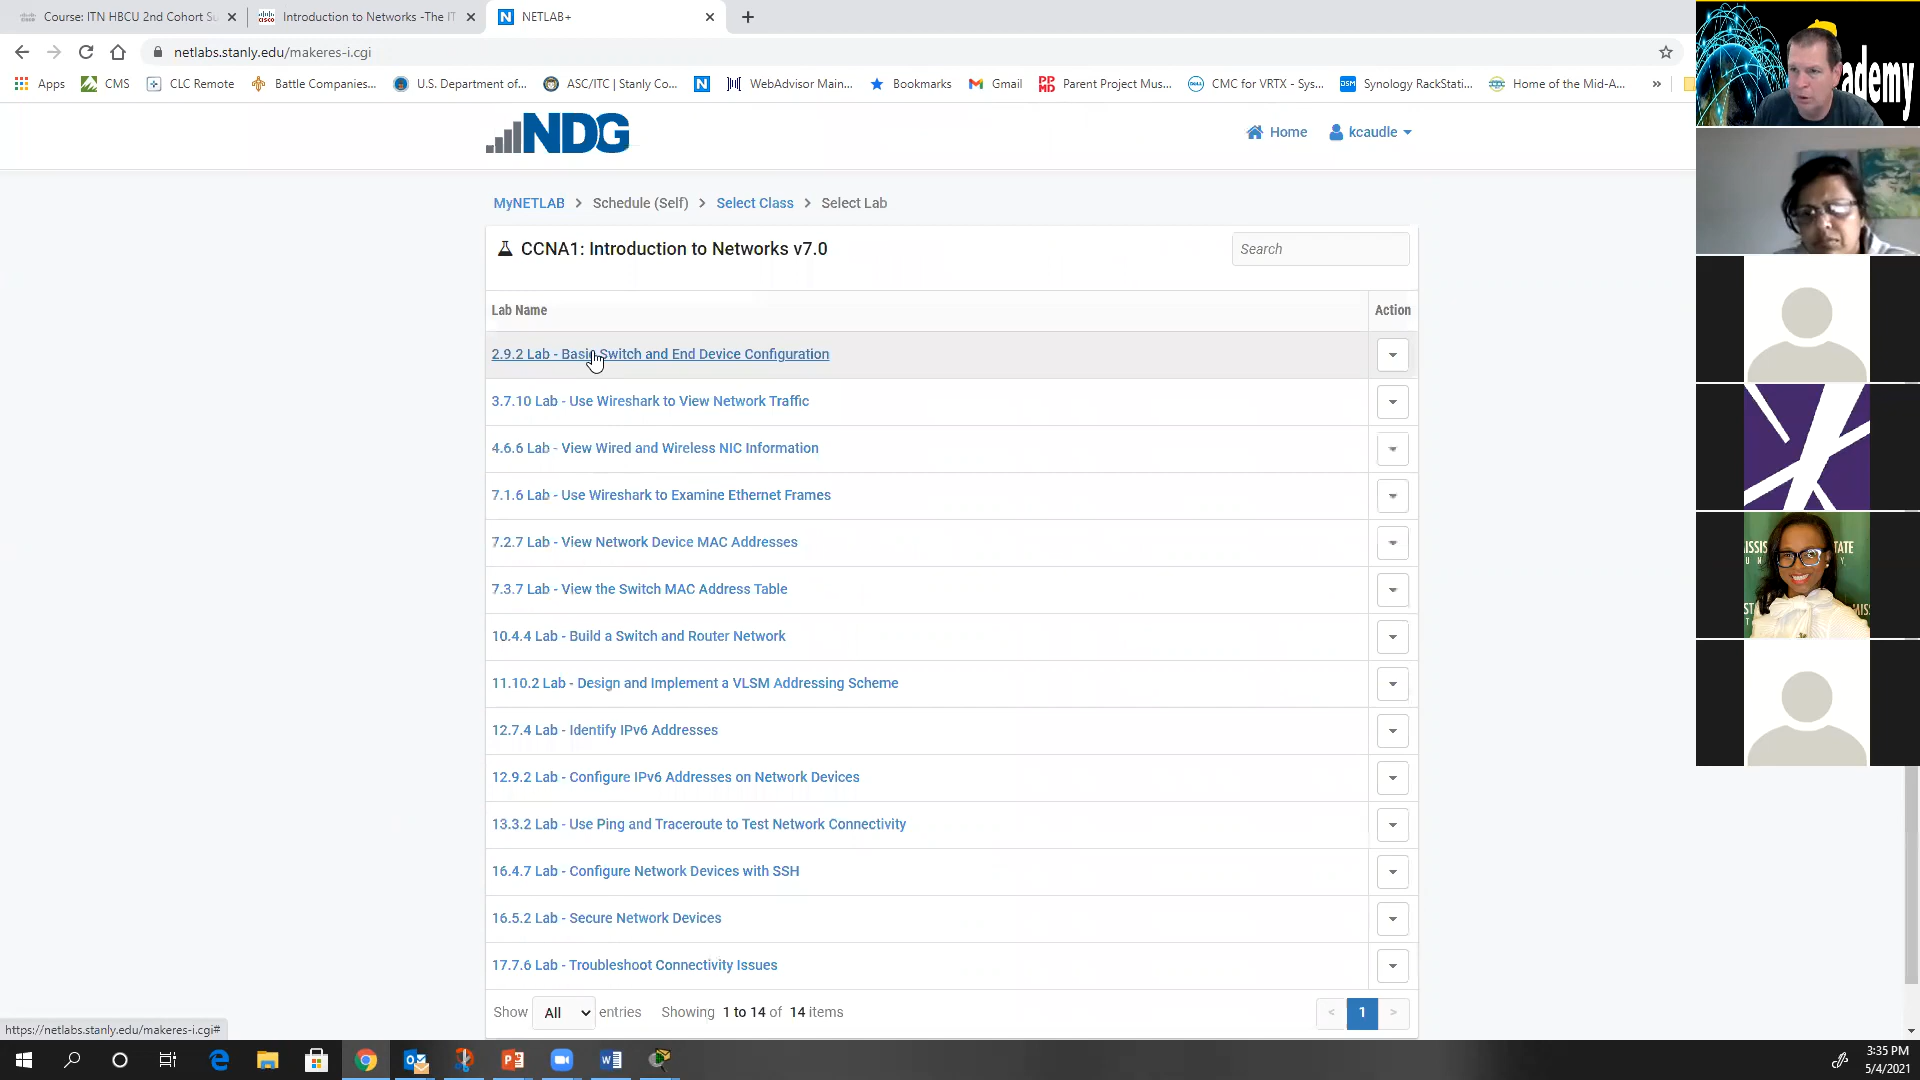 Course: ITN HBCU 2nd Cohort Su
Introduction to Networks -The IT
NETLAB+
netlabs.stanly.edu/makeres-i.cgi
Apps
CMS
CLC Remote
Battle Companies...
U.S. Department of...
ASC/ITC | Stanly Co...
WebAdvisor Main...
Bookmarks
Gmail
Parent Project Mus...
CMC for VRTX - Sys...
Synology RackStati...
Home of the Mid-A...
NDG
Home
kcaudle
MyNETLAB > Schedule (Self) > Select Class > Select Lab
CCNA1: Introduction to Networks v7.0
Search
Lab Name
Action
2.9.2 Lab - Basic Switch and End Device Configuration
3.7.10 Lab - Use Wireshark to View Network Traffic
4.6.6 Lab - View Wired and Wireless NIC Information
7.1.6 Lab - Use Wireshark to Examine Ethernet Frames
7.2.7 Lab - View Network Device MAC Addresses
7.3.7 Lab - View the Switch MAC Address Table
10.4.4 Lab - Build a Switch and Router Network
11.10.2 Lab - Design and Implement a VLSM Addressing Scheme
12.7.4 Lab - Identify IPv6 Addresses
12.9.2 Lab - Configure IPv6 Addresses on Network Devices
13.3.2 Lab - Use Ping and Traceroute to Test Network Connectivity
16.4.7 Lab - Configure Network Devices with SSH
16.5.2 Lab - Secure Network Devices
17.7.6 Lab - Troubleshoot Connectivity Issues
Show All entries Showing 1 to 14 of 14 items
< 1 >
https://netlabs.stanly.edu/makeres-i.cgi#
ademy
3:35 PM
5/4/2021